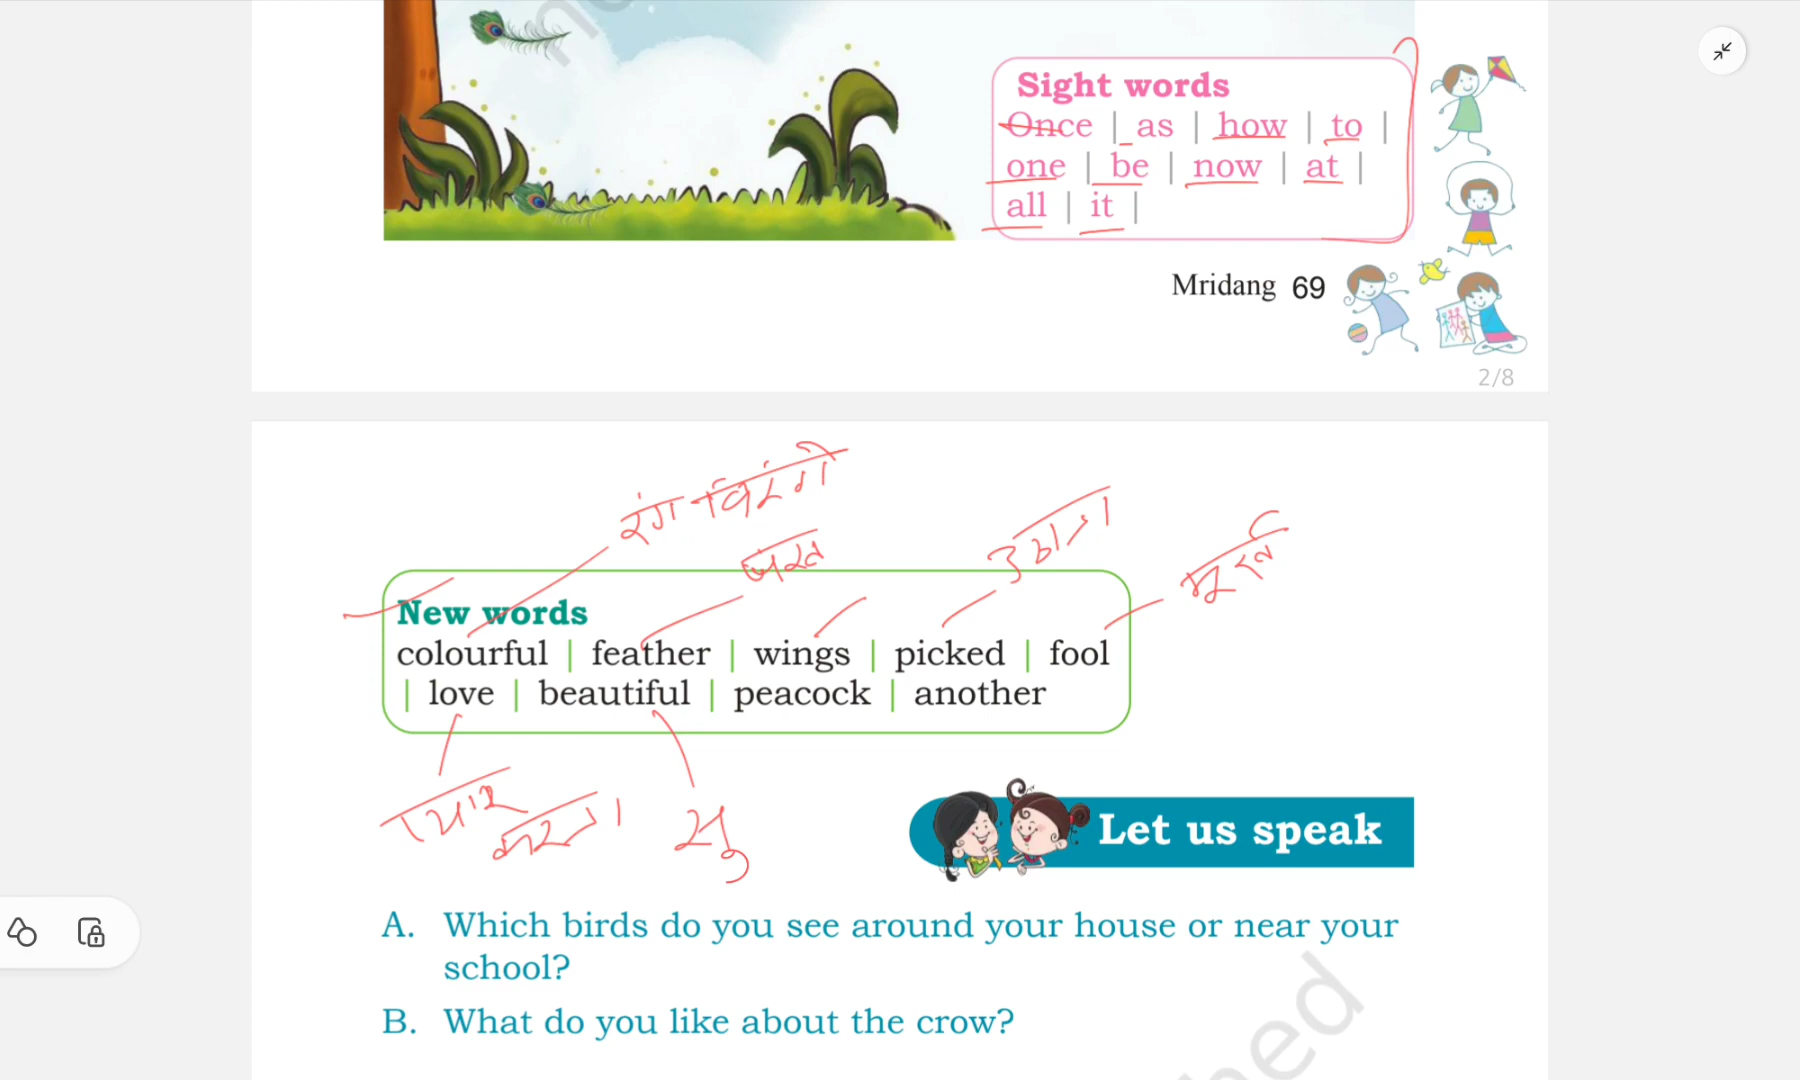 Sight words
Once | as | how | to |
one | be | now | at |
all | it |
Mridang 69
2/8
रंग बिरंगे
उठाना
मूर्ख
New words
colourful | feather | wings | picked | fool
| love | beautiful | peacock | another
प्यार
करना
सु
Let us speak
A. Which birds do you see around your house or near your
school?
B. What do you like about the crow?